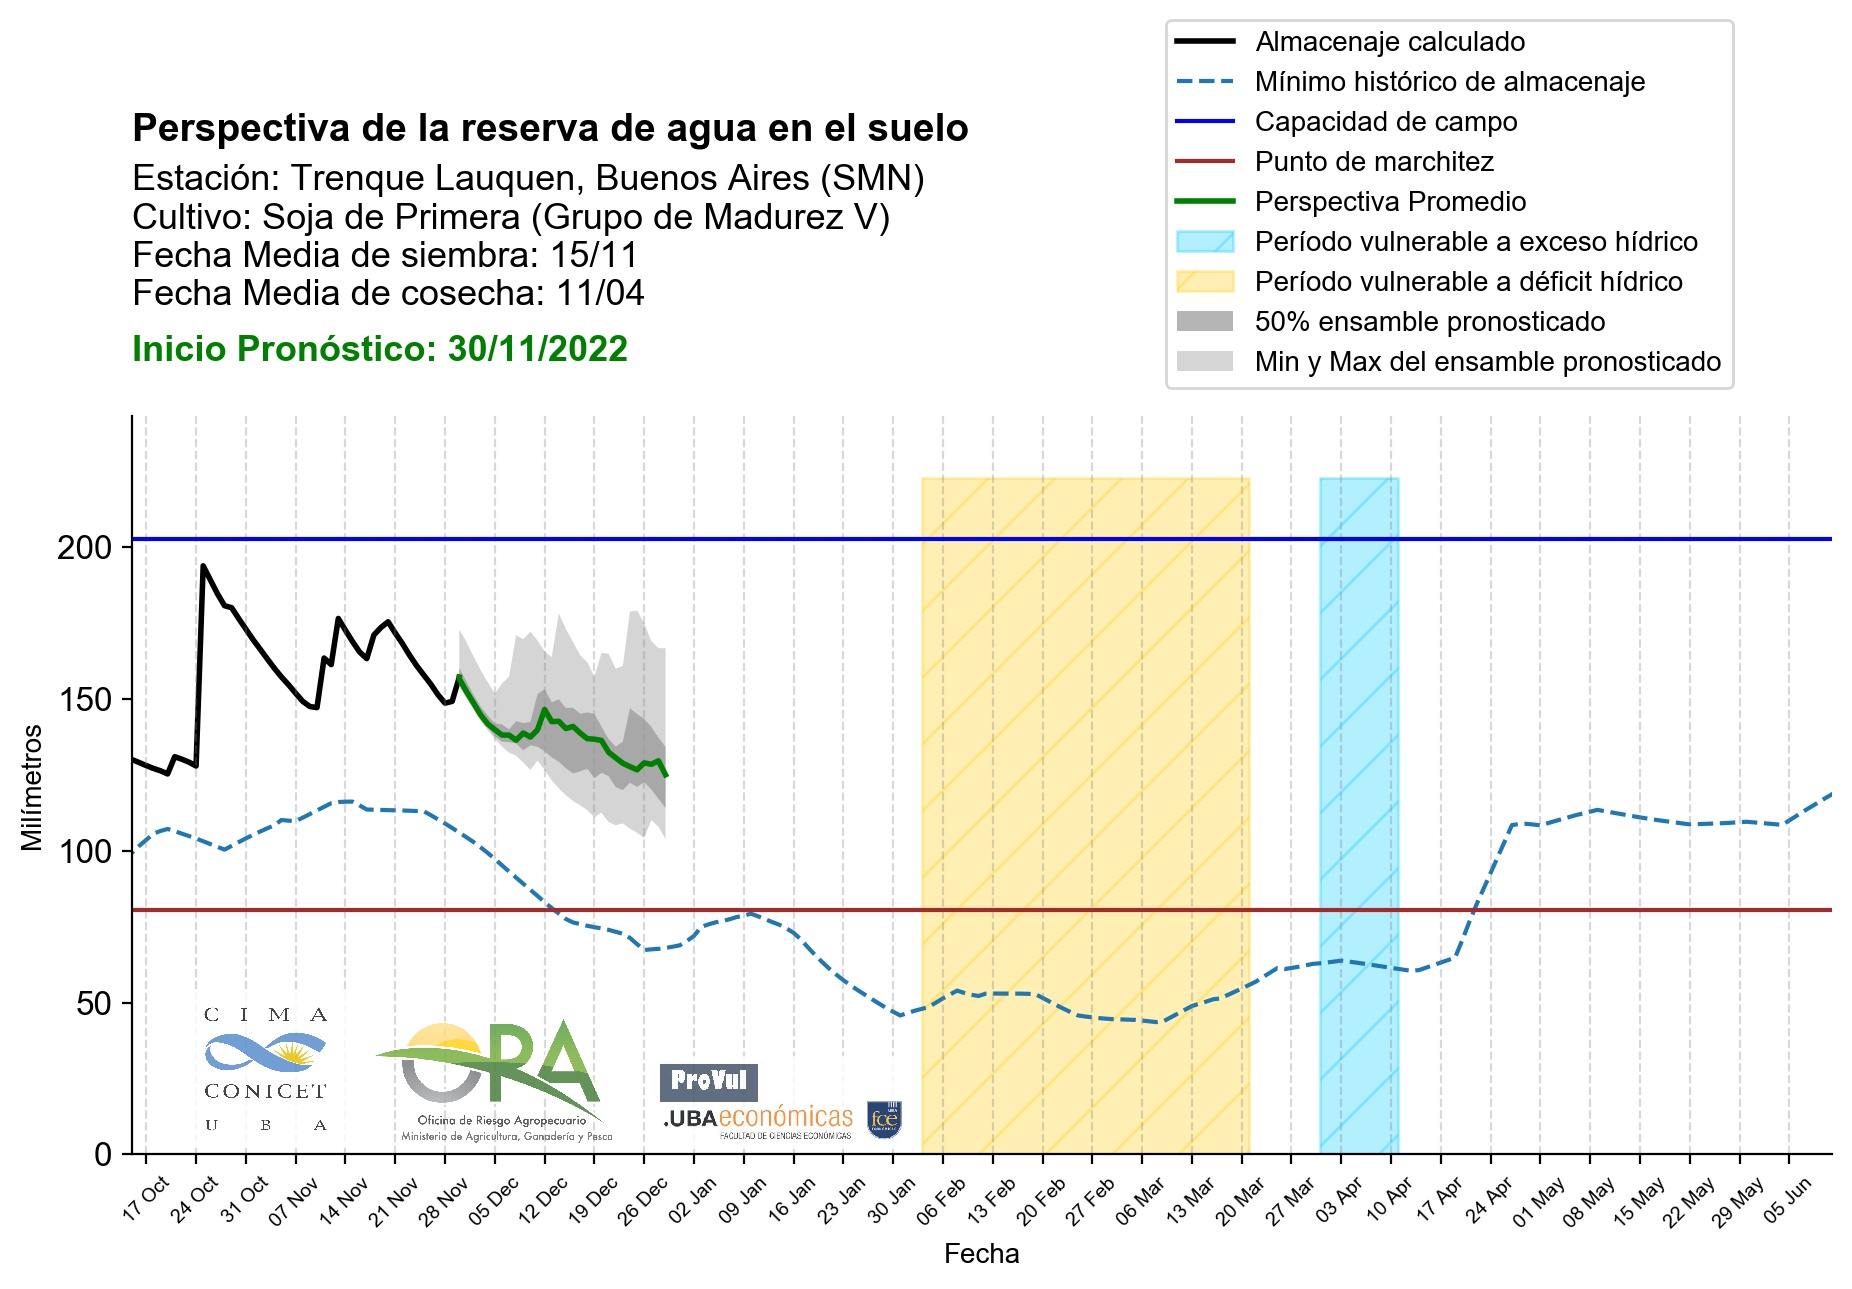 Almacenaje calculado
Mínimo histórico de almacenaje
Capacidad de campo
Punto de marchitez
Perspectiva Promedio
Período vulnerable a exceso hídrico
Período vulnerable a déficit hídrico
50% ensamble pronosticado
Min y Max del ensamble pronosticado
Perspectiva de la reserva de agua en el suelo
Estación: Trenque Lauquen, Buenos Aires (SMN)
Cultivo: Soja de Primera (Grupo de Madurez V)
Fecha Media de siembra: 15/11
Fecha Media de cosecha: 11/04
Inicio Pronóstico: 30/11/2022
Milímetros
200
150
100
50
0
CIMA
CONICET
UBA
ORA
Oficina de Riesgo Agropecuario
Ministerio de Agricultura, Ganadería y Pesca
ProVul
.UBAeconómicas
FACULTAD DE CIENCIAS ECONÓMICAS
fce
17 Oct
24 Oct
31 Oct
07 Nov
14 Nov
21 Nov
28 Nov
05 Dec
12 Dec
19 Dec
26 Dec
02 Jan
09 Jan
16 Jan
23 Jan
30 Jan
06 Feb
13 Feb
20 Feb
27 Feb
06 Mar
13 Mar
20 Mar
27 Mar
03 Apr
10 Apr
17 Apr
24 Apr
01 May
08 May
15 May
22 May
29 May
05 Jun
Fecha